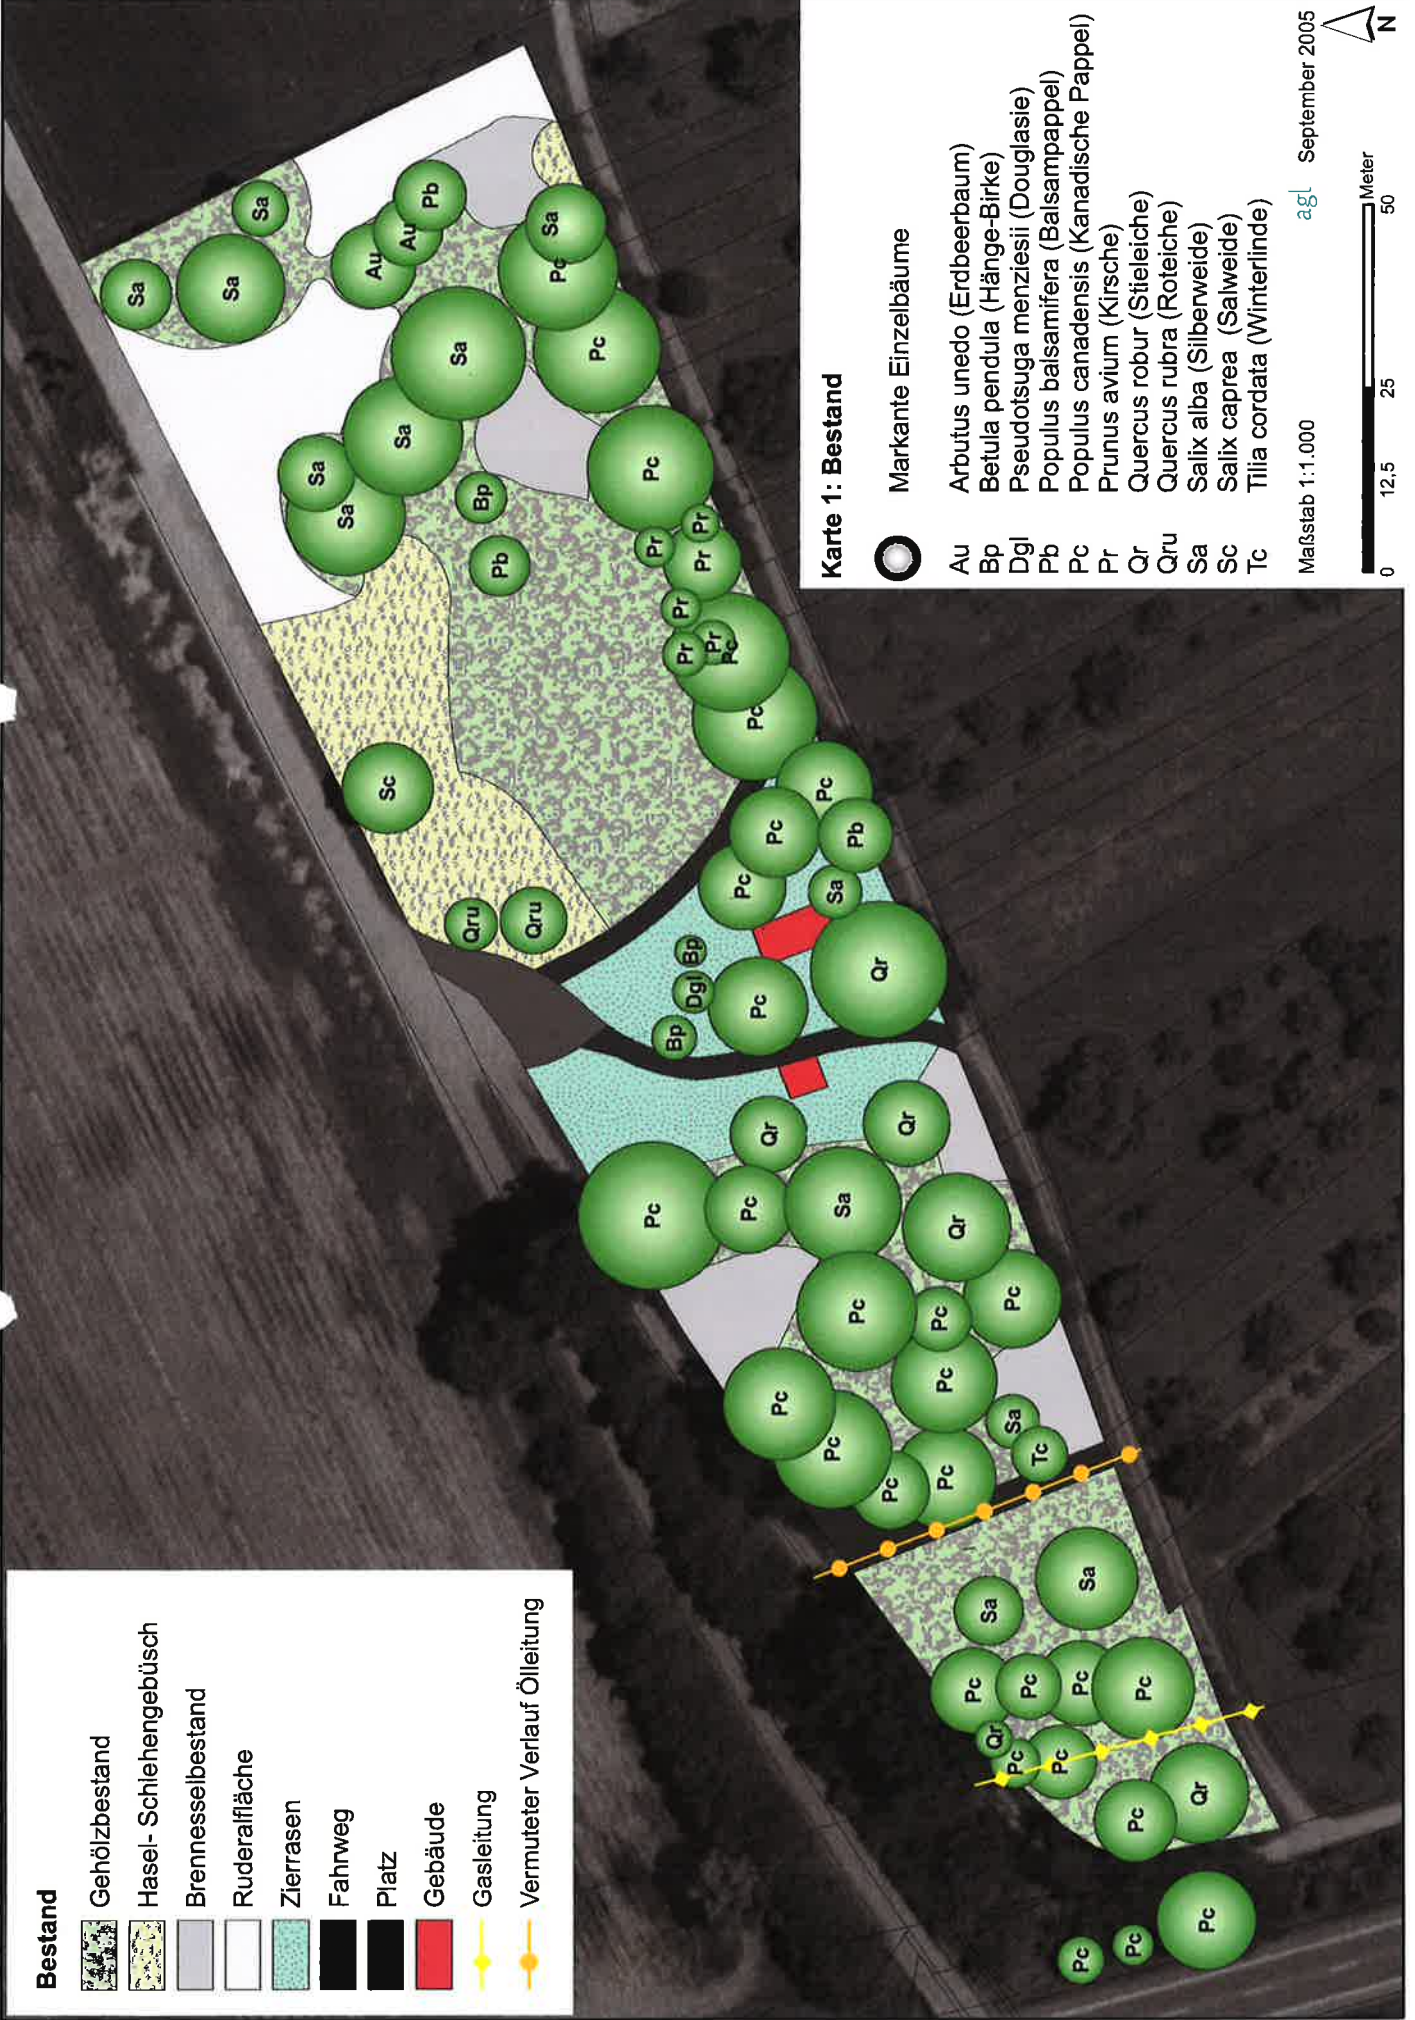 Bestand
Gehölzbestand
Hasel- Schlehengebüsch
Brennesselbestand
Ruderalfläche
Zierrasen
Fahrweg
Platz
Gebäude
Gasleitung
Vermuteter Verlauf Ölleitung
Pc
Pc
Pc
Pc
Qr
Pc
Pc
Qr
Pc
Pc
Pc
Pc
Sa
Sa
Pc
Pc
Pc
Pc
Tc
Sa
Pc
Pc
Pc
Pc
Qr
Sa
Pc
Pc
Qr
Qr
Bp
Dgl
Bp
Pc
Qr
Sa
Pb
Pc
Pc
Pc
Qru
Qru
Sc
Pc
Pc
Pr
Pr
Pr
Pr
Pr
Pr
Pb
Bp
Pc
Sa
Sa
Sa
Sa
Pc
Pc
Sa
Au
Au
Pb
Sa
Sa
Sa
Karte 1: Bestand
Markante Einzelbäume
Au Arbutus unedo (Erdbeerbaum)
Bp Betula pendula (Hänge-Birke)
Dgl Pseudotsuga menziesii (Douglasie)
Pb Populus balsamifera (Balsampappel)
Pc Populus canadensis (Kanadische Pappel)
Pr Prunus avium (Kirsche)
Qr Quercus robur (Stieleiche)
Qru Quercus rubra (Roteiche)
Sa Salix alba (Silberweide)
Sc Salix caprea (Salweide)
Tc Tilia cordata (Winterlinde)
Maßstab 1:1.000 agl September 2005
0 12,5 25 50 Meter
N